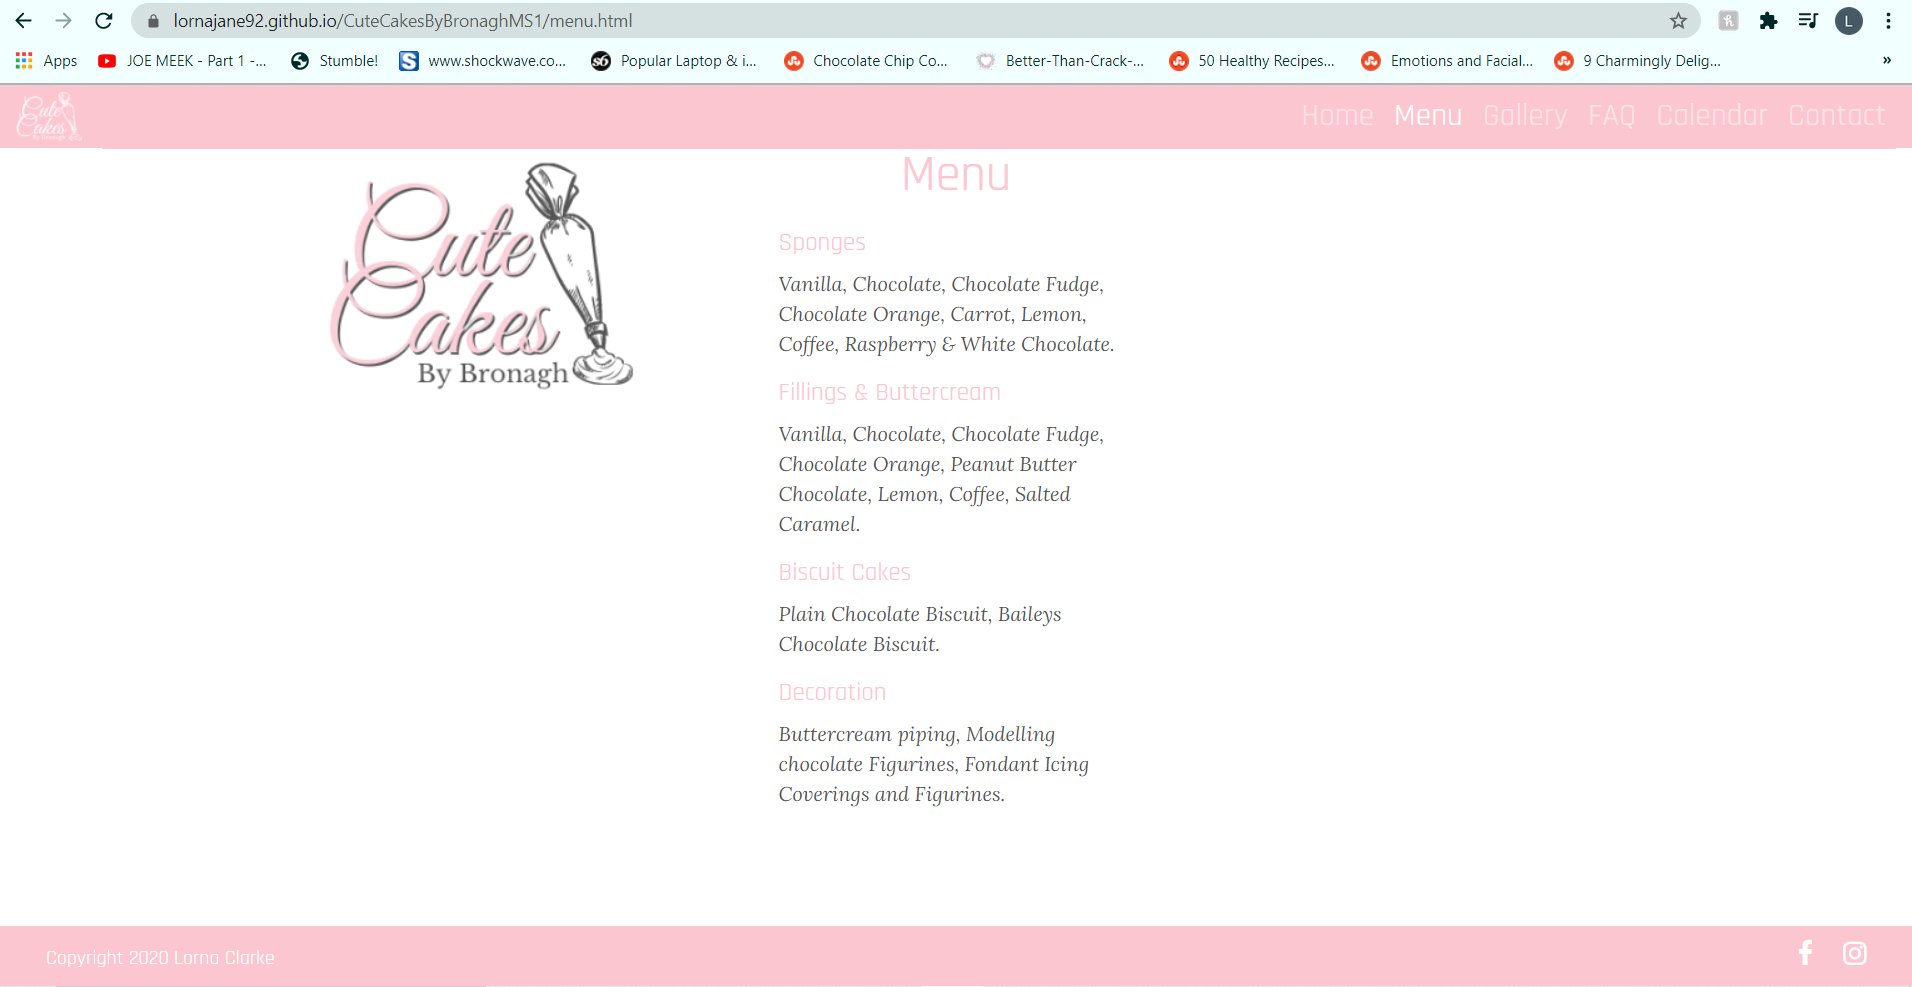 lornajane92.github.io/CuteCakesByBronaghMS1/menu.html
Apps JOE MEEK - Part 1 -... Stumble! www.shockwave.co... Popular Laptop & i... Chocolate Chip Co... Better-Than-Crack-... 50 Healthy Recipes... Emotions and Facial... 9 Charmingly Delig... »
Cute Cakes By Bronagh
Home Menu Gallery FAQ Calendar Contact
Cute
Cakes
By Bronagh
Menu
Sponges
Vanilla, Chocolate, Chocolate Fudge,
Chocolate Orange, Carrot, Lemon,
Coffee, Raspberry & White Chocolate.
Fillings & Buttercream
Vanilla, Chocolate, Chocolate Fudge,
Chocolate Orange, Peanut Butter
Chocolate, Lemon, Coffee, Salted
Caramel.
Biscuit Cakes
Plain Chocolate Biscuit, Baileys
Chocolate Biscuit.
Decoration
Buttercream piping, Modelling
chocolate Figurines, Fondant Icing
Coverings and Figurines.
Copyright 2020 Lorna Clarke